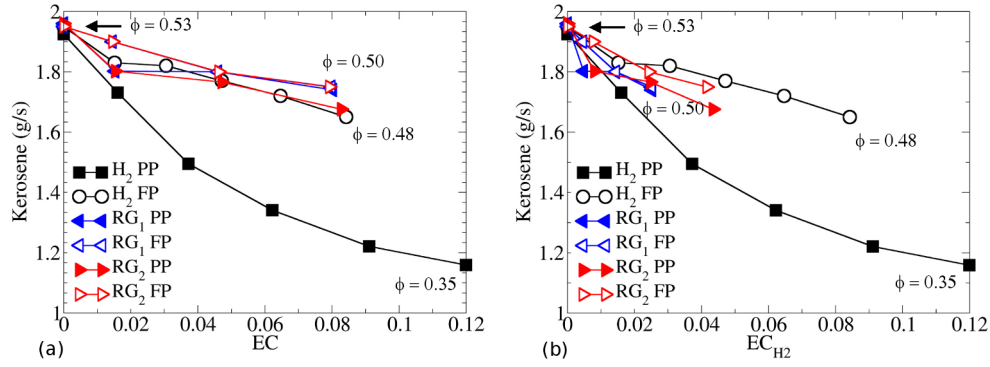 2
ϕ = 0.53
1.8
ϕ = 0.50
1.6
ϕ = 0.48
1.4
1.2
ϕ = 0.35
1
Kerosene (g/s)
H2 PP
H2 FP
RG1 PP
RG1 FP
RG2 PP
RG2 FP
0 0.02 0.04 0.06 0.08 0.1 0.12
EC
(a)
2
ϕ = 0.53
1.8
ϕ = 0.50
1.6
ϕ = 0.48
1.4
1.2
ϕ = 0.35
1
Kerosene (g/s)
H2 PP
H2 FP
RG1 PP
RG1 FP
RG2 PP
RG2 FP
0 0.02 0.04 0.06 0.08 0.1 0.12
ECH2
(b)